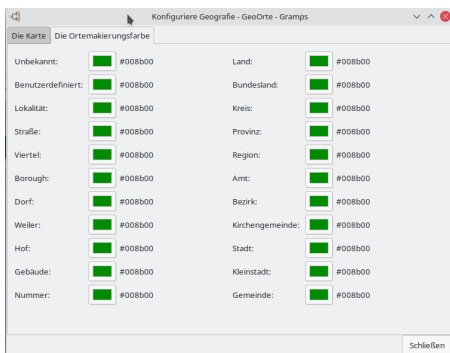 Konfiguriere Geografie - GeoOrte - Gramps
Die Karte Die Ortemakierungsfarbe
Unbekannt: #008b00 Land: #008b00
Benutzerdefiniert: #008b00 Bundesland: #008b00
Lokalität: #008b00 Kreis: #008b00
Straße: #008b00 Provinz: #008b00
Viertel: #008b00 Region: #008b00
Borough: #008b00 Amt: #008b00
Dorf: #008b00 Bezirk: #008b00
Weiler: #008b00 Kirchengemeinde: #008b00
Hof: #008b00 Stadt: #008b00
Gebäude: #008b00 Kleinstadt: #008b00
Nummer: #008b00 Gemeinde: #008b00
Schließen